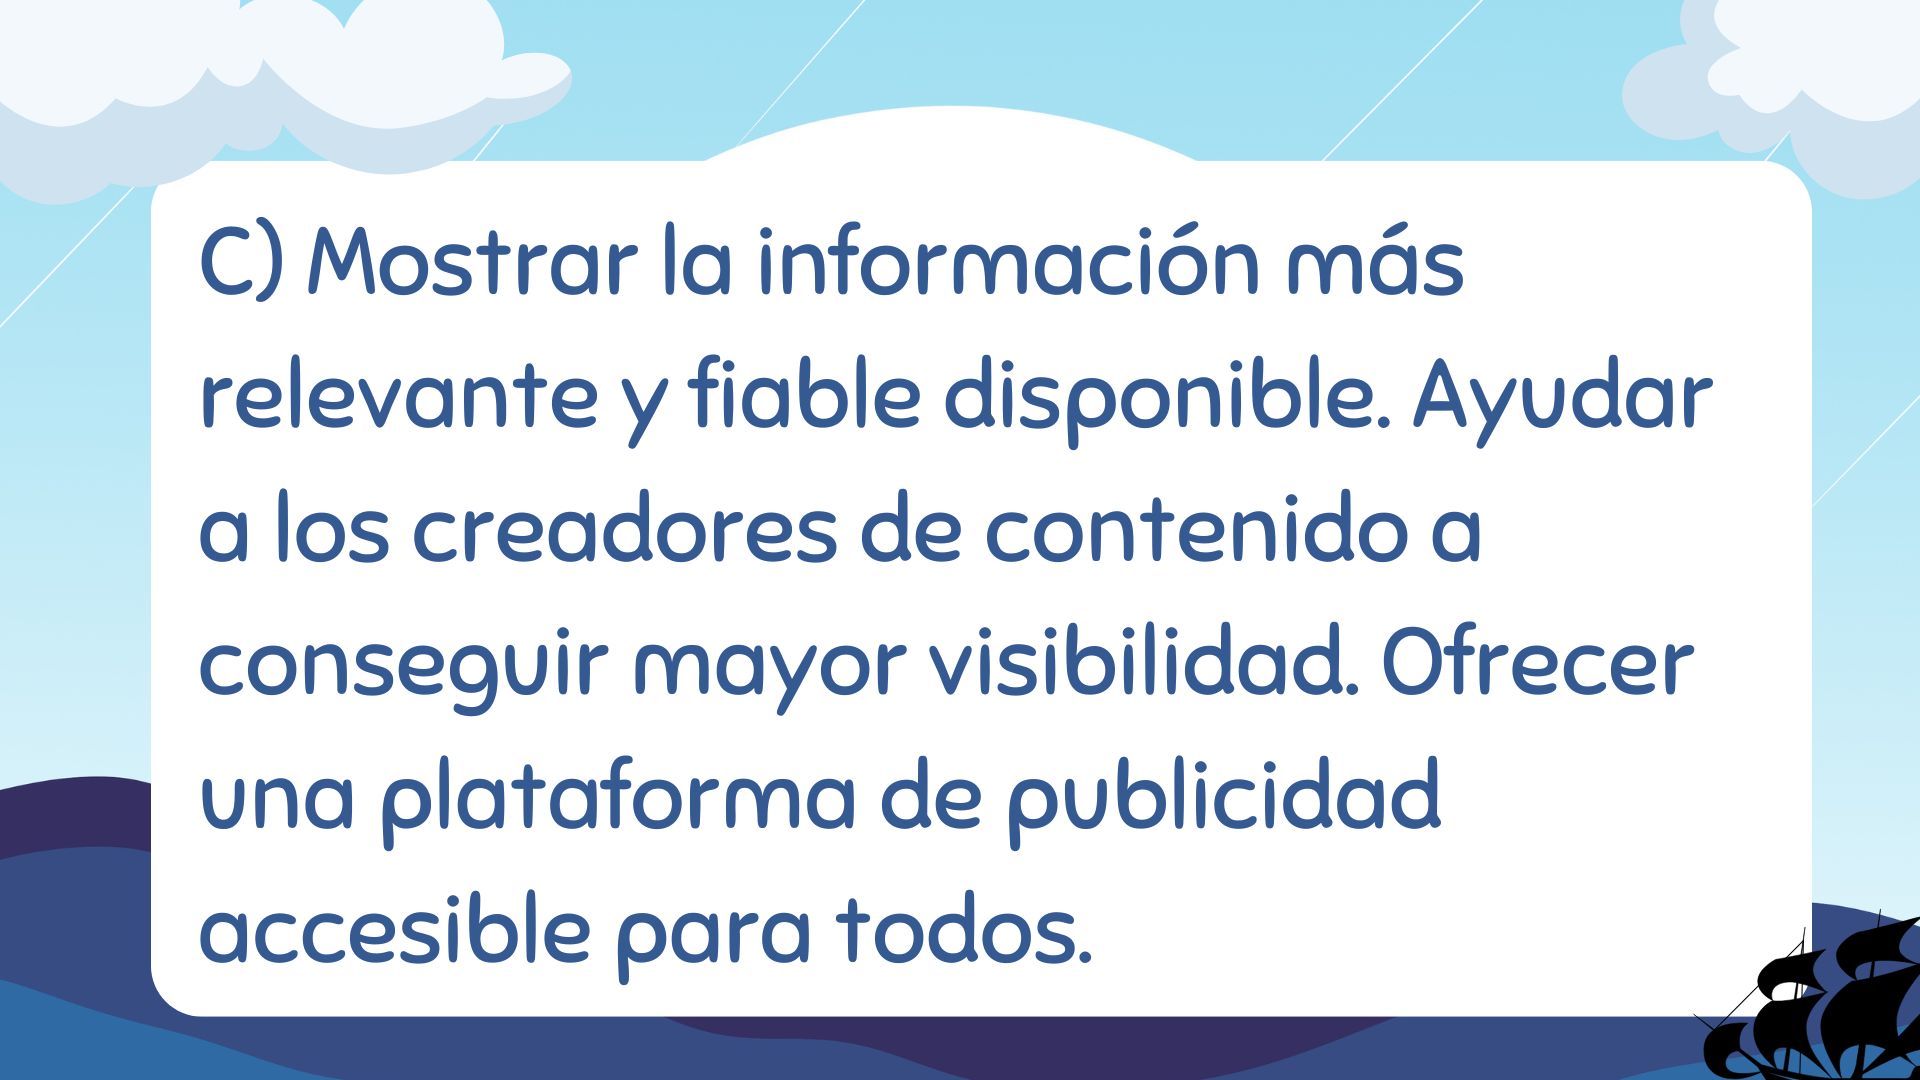 C) Mostrar la información más
relevante y fiable disponible. Ayudar
a los creadores de contenido a
conseguir mayor visibilidad. Ofrecer
una plataforma de publicidad
accesible para todos.